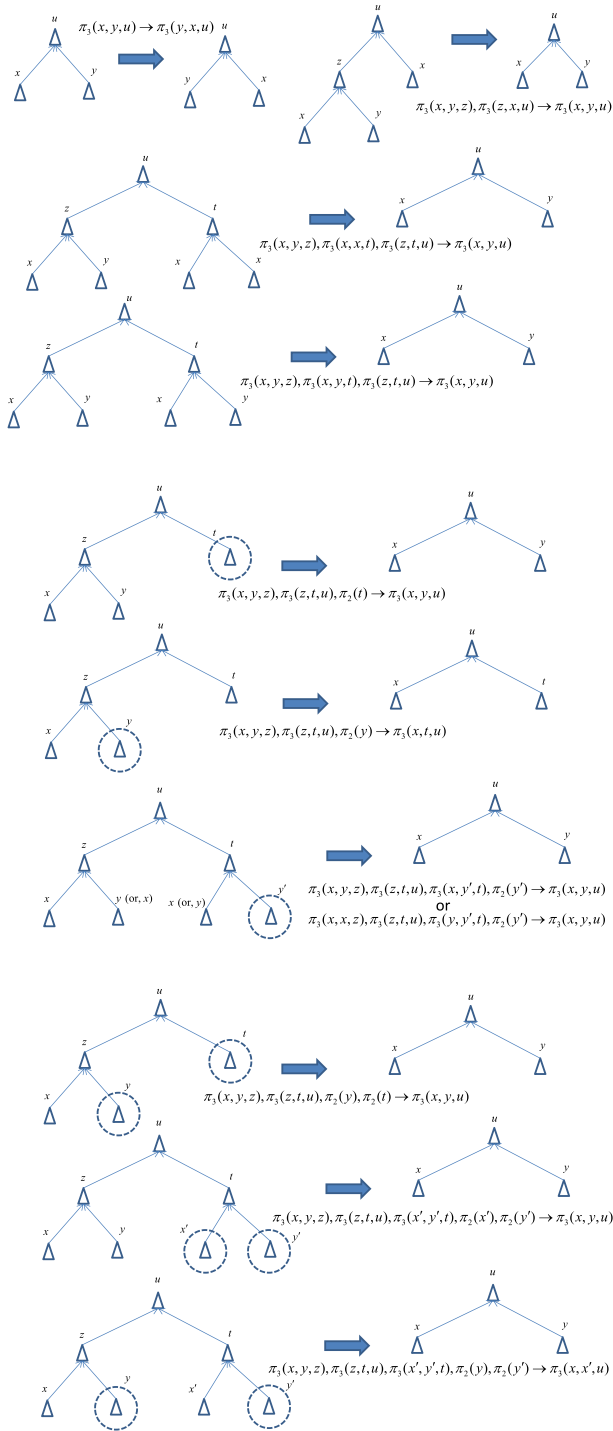 u
π₃(x, y, u) → π₃(y, x, u)
u
x y
y x
u
z x
x y
u
x y
π₃(x, y, z), π₃(z, x, u) → π₃(x, y, u)
u
z t
x y x x
u
x y
π₃(x, y, z), π₃(x, x, t), π₃(z, t, u) → π₃(x, y, u)
u
z t
x y x y
u
x y
π₃(x, y, z), π₃(x, y, t), π₃(z, t, u) → π₃(x, y, u)
u
z t
x y
u
x y
π₃(x, y, z), π₃(z, t, u), π₂(t) → π₃(x, y, u)
u
z t
x y
u
x t
π₃(x, y, z), π₃(z, t, u), π₂(y) → π₃(x, t, u)
u
z t
x y (or, x) x (or, y) y′
u
x y
π₃(x, y, z), π₃(z, t, u), π₃(x, y′, t), π₂(y′) → π₃(x, y, u)
or
π₃(x, x, z), π₃(z, t, u), π₃(y, y′, t), π₂(y′) → π₃(x, y, u)
u
z t
x y
u
x y
π₃(x, y, z), π₃(z, t, u), π₂(y), π₂(t) → π₃(x, y, u)
u
z t
x y x′ y′
u
x y
π₃(x, y, z), π₃(z, t, u), π₃(x′, y′, t), π₂(x′), π₂(y′) → π₃(x, y, u)
u
z t
x y x′ y′
u
x y
π₃(x, y, z), π₃(z, t, u), π₃(x′, y′, t), π₂(y), π₂(y′) → π₃(x, x′, u)